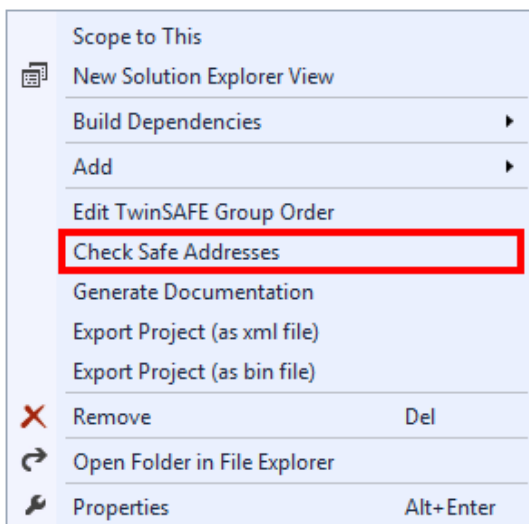 Scope to This
New Solution Explorer View
Build Dependencies
Add
Edit TwinSAFE Group Order
Check Safe Addresses
Generate Documentation
Export Project (as xml file)
Export Project (as bin file)
Remove Del
Open Folder in File Explorer
Properties Alt+Enter